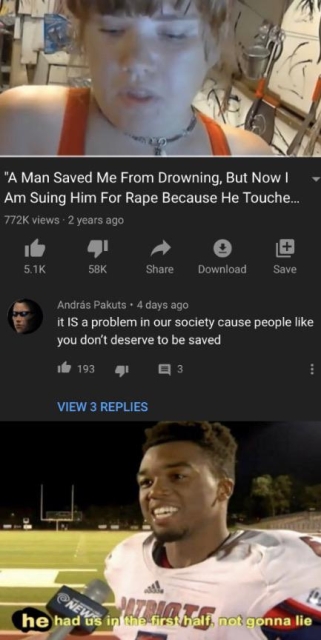 "A Man Saved Me From Drowning, But Now I
Am Suing Him For Rape Because He Touche...
772K views · 2 years ago
5.1K 58K Share Download Save
András Pakuts • 4 days ago
it IS a problem in our society cause people like
you don't deserve to be saved
193 3
VIEW 3 REPLIES
adidas
PATRIOTS
@NEWS
he had us in the first half, not gonna lie